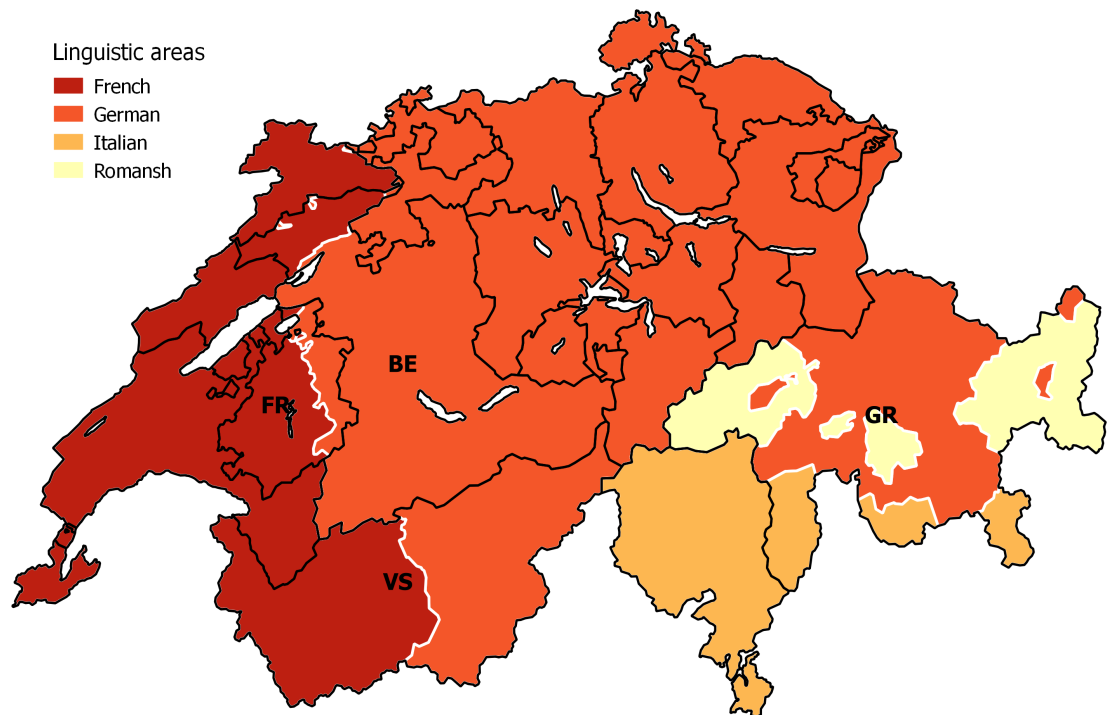 Linguistic areas
French
German
Italian
Romansh
BE
FR
GR
VS